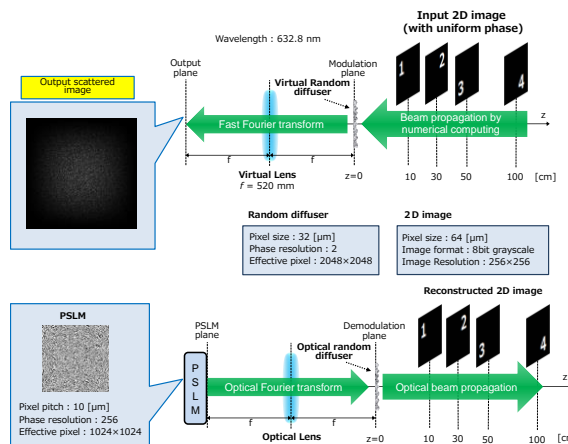 Input 2D image
(with uniform phase)
Wavelength : 632.8 nm
Output
plane
Modulation
plane
Output scattered
image
Virtual Random
diffuser
1
2
3
4
Fast Fourier transform
Beam propagation by
numerical computing
z
f
f
Virtual Lens
f = 520 mm
z=0
10
30
50
100
[cm]
Random diffuser
2D image
Pixel size : 32 [µm]
Phase resolution : 2
Effective pixel : 2048×2048
Pixel size : 64 [µm]
Image format : 8bit grayscale
Image Resolution : 256×256
Reconstructed 2D image
PSLM
PSLM
plane
Demodulation
plane
Optical random
diffuser
1
2
3
4
P
S
L
M
Optical Fourier transform
Optical beam propagation
z
Pixel pitch : 10 [µm]
Phase resolution : 256
Effective pixel : 1024×1024
f
f
Optical Lens
z=0
10
30
50
100
[cm]